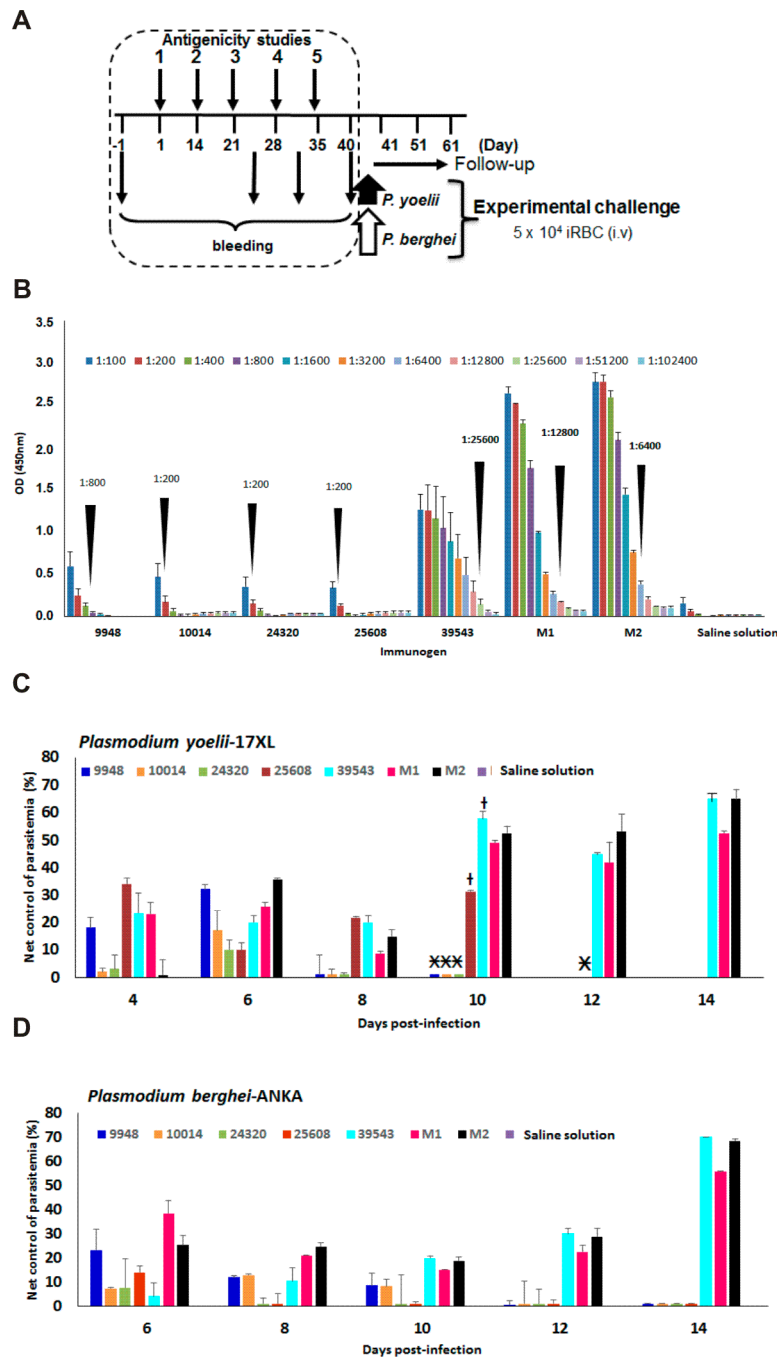 A
Antigenicity studies
1 2 3 4 5
-1 1 14 21 28 35 40 41 51 61 (Day)
Follow-up
P. yoelii
P. berghei
Experimental challenge
5 x 10⁴ iRBC (i.v)
bleeding
B
3.5
3.0
2.5
2.0
1.5
1.0
0.5
0.0
OD (450nm)
1:100 1:200 1:400 1:800 1:1600 1:3200 1:6400 1:12800 1:25600 1:51200 1:102400
1:800 1:200 1:200 1:200 1:25600 1:12800 1:6400
9948 10014 24320 25608 39543 M1 M2 Saline solution
Immunogen
C
Plasmodium yoelii-17XL
9948 10014 24320 25608 39543 M1 M2 Saline solution
Net control of parasitemia (%)
80
70
60
50
40
30
20
10
0
4 6 8 10 12 14
Days post-infection
D
Plasmodium berghei-ANKA
9948 10014 24320 25608 39543 M1 M2 Saline solution
Net control of parasitemia (%)
80
70
60
50
40
30
20
10
0
6 8 10 12 14
Days post-infection